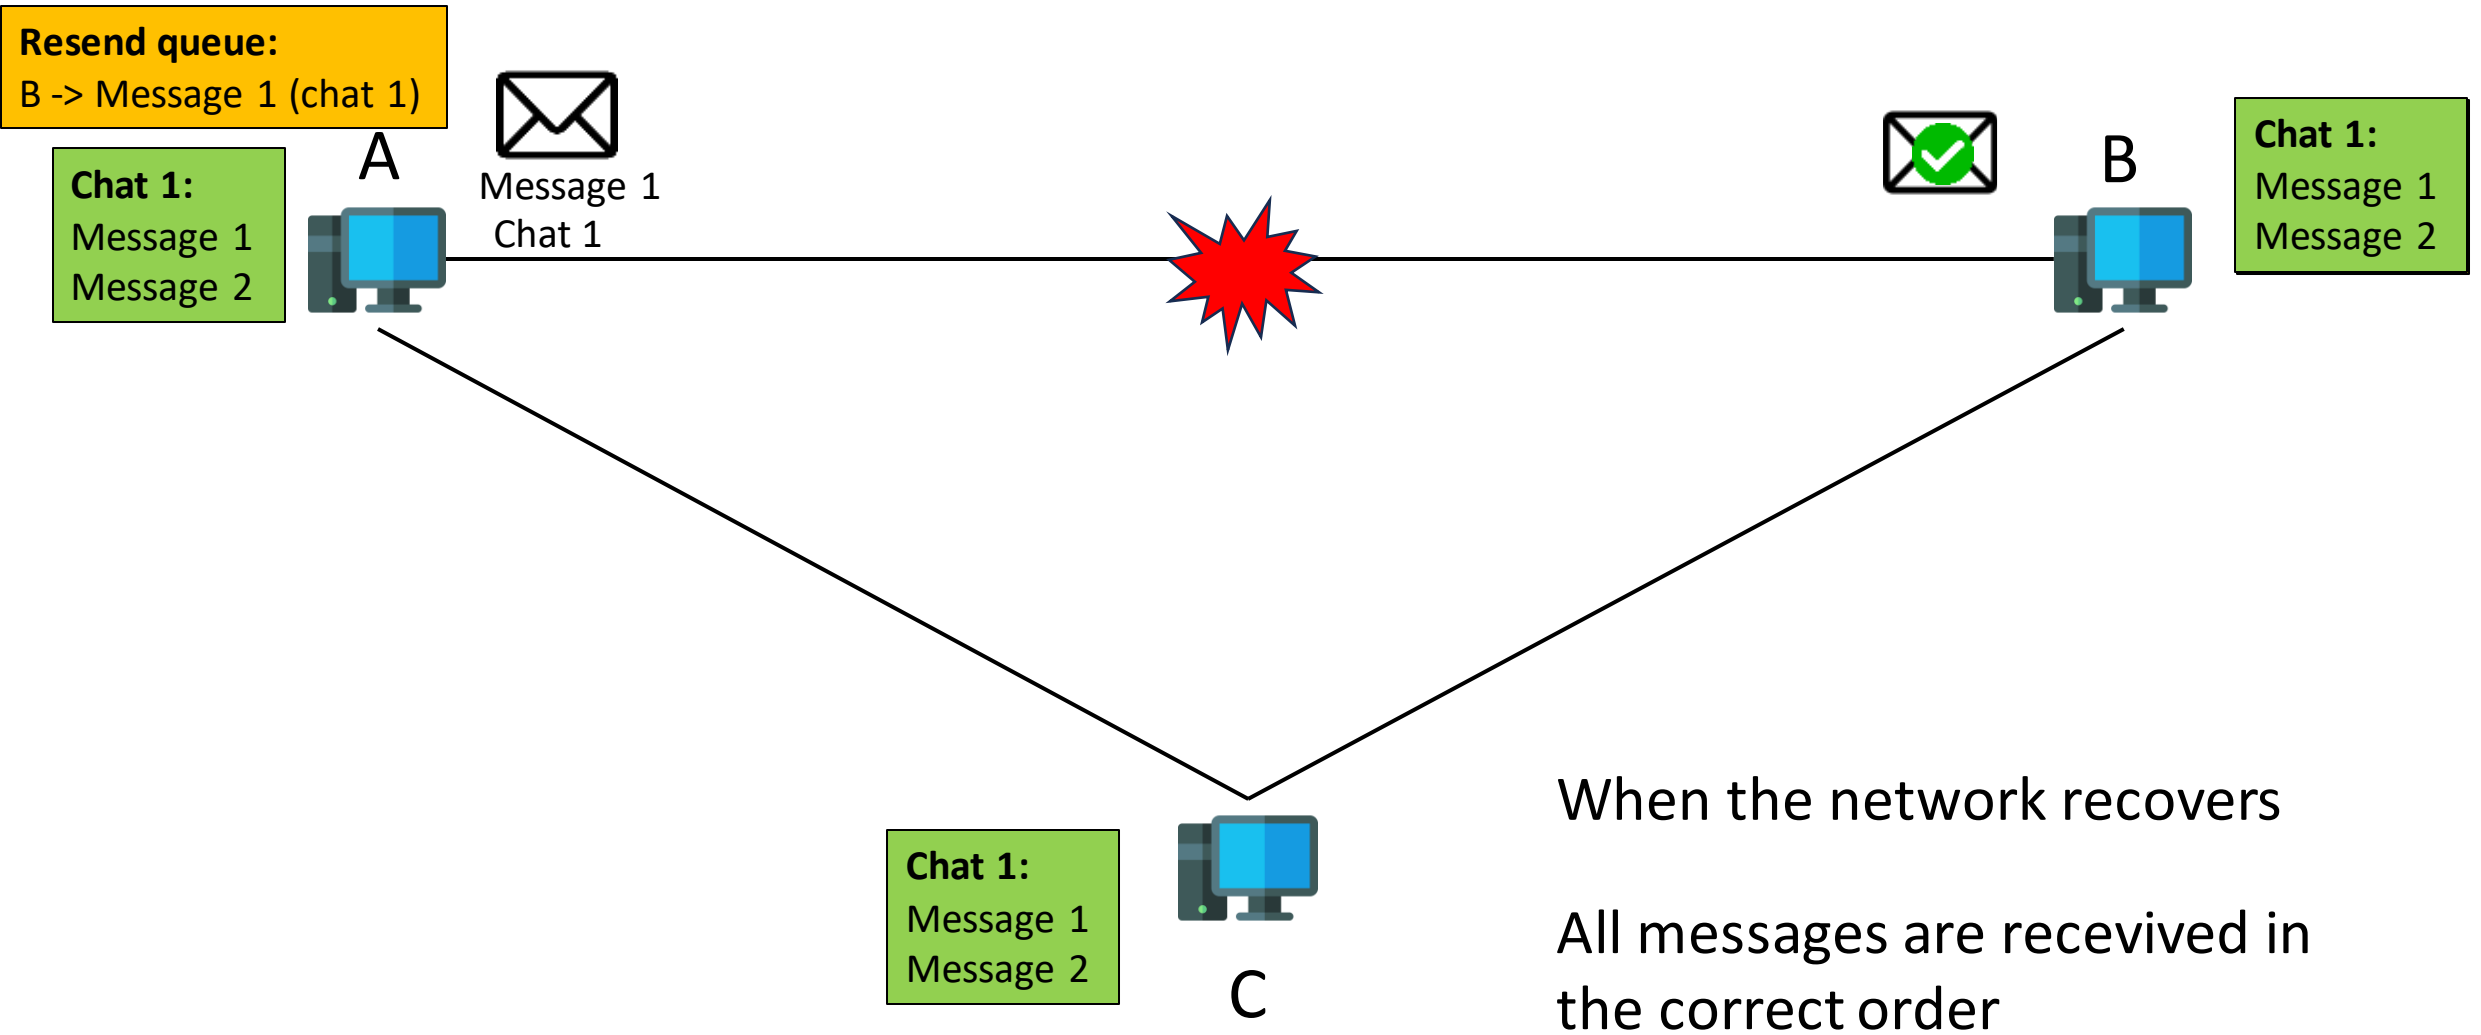 Resend queue:
B -> Message 1 (chat 1)
A
Chat 1:
Message 1
Message 2
Message 1
Chat 1
B
Chat 1:
Message 1
Message 2
Chat 1:
Message 1
Message 2
C
When the network recovers
All messages are recevived in
the correct order